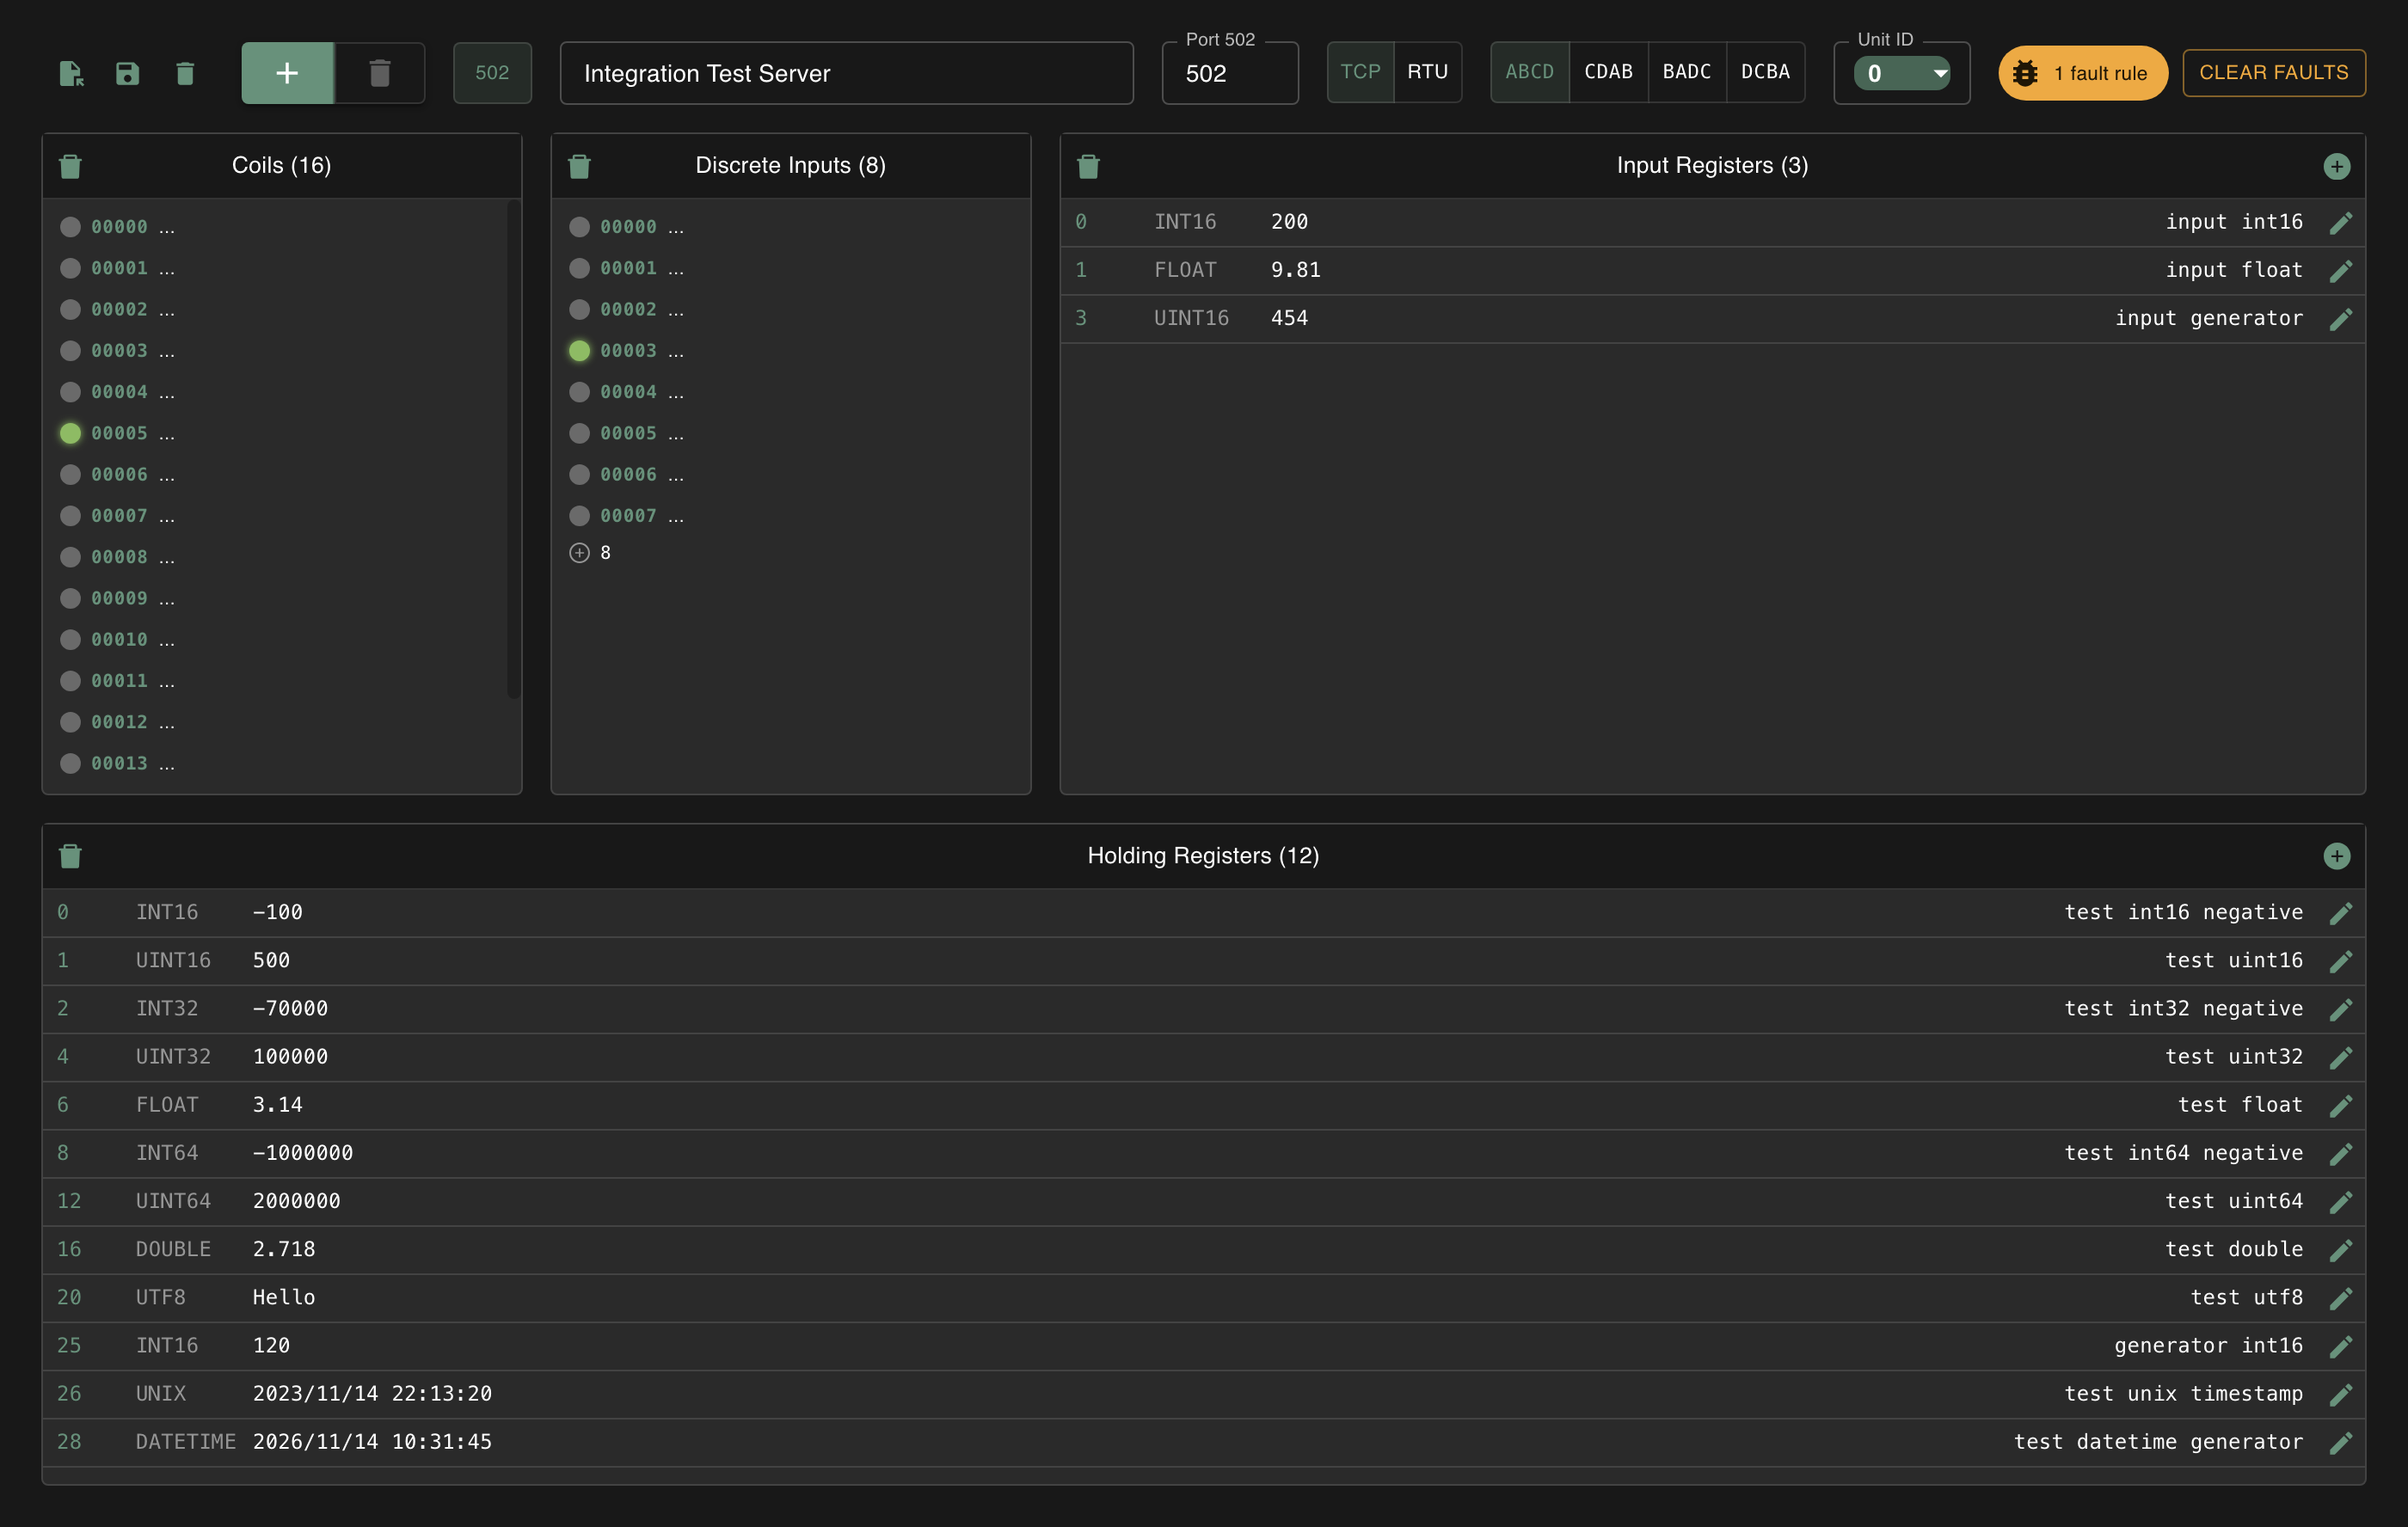 Port 502
Unit ID
502 Integration Test Server 502 TCP RTU ABCD CDAB BADC DCBA 0 1 fault rule CLEAR FAULTS
Coils (16)
00000 ...
00001 ...
00002 ...
00003 ...
00004 ...
00005 ...
00006 ...
00007 ...
00008 ...
00009 ...
00010 ...
00011 ...
00012 ...
00013 ...
Discrete Inputs (8)
00000 ...
00001 ...
00002 ...
00003 ...
00004 ...
00005 ...
00006 ...
00007 ...
8
Input Registers (3)
0 INT16 200 input int16
1 FLOAT 9.81 input float
3 UINT16 454 input generator
Holding Registers (12)
0 INT16 -100 test int16 negative
1 UINT16 500 test uint16
2 INT32 -70000 test int32 negative
4 UINT32 100000 test uint32
6 FLOAT 3.14 test float
8 INT64 -1000000 test int64 negative
12 UINT64 2000000 test uint64
16 DOUBLE 2.718 test double
20 UTF8 Hello test utf8
25 INT16 120 generator int16
26 UNIX 2023/11/14 22:13:20 test unix timestamp
28 DATETIME 2026/11/14 10:31:45 test datetime generator